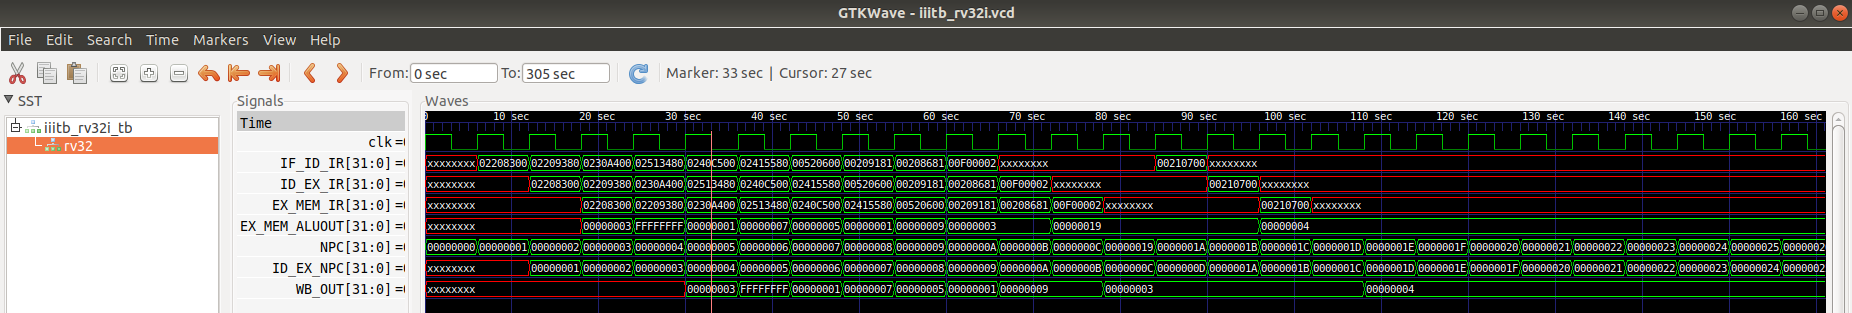 GTKWave - iiitb_rv32i.vcd
File Edit Search Time Markers View Help
From: 0 sec To: 305 sec Marker: 33 sec | Cursor: 27 sec
SST
iiitb_rv32i_tb
rv32
Signals
Waves
Time
0 10 sec 20 sec 30 sec 40 sec 50 sec 60 sec 70 sec 80 sec 90 sec 100 sec 110 sec 120 sec 130 sec 140 sec 150 sec 160 sec
clk =
IF_ID_IR[31:0] = xxxxxxxx 02208300 02209380 0230A400 02513480 0240C500 02415580 00520600 00209181 00208681 00F00002 xxxxxxxx 00210700 xxxxxxxx
ID_EX_IR[31:0] = xxxxxxxx 02208300 02209380 0230A400 02513480 0240C500 02415580 00520600 00209181 00208681 00F00002 xxxxxxxx 00210700 xxxxxxxx
EX_MEM_IR[31:0] = xxxxxxxx 02208300 02209380 0230A400 02513480 0240C500 02415580 00520600 00209181 00208681 00F00002 xxxxxxxx 00210700 xxxxxxxx
EX_MEM_ALUOUT[31:0] = xxxxxxxx 00000003 FFFFFFFF 00000001 00000007 00000005 00000001 00000009 00000003 00000019 00000004
NPC[31:0] = 00000000 00000001 00000002 00000003 00000004 00000005 00000006 00000007 00000008 00000009 0000000A 0000000B 0000000C 00000019 0000001A 0000001B 0000001C 0000001D 0000001E 0000001F 00000020 00000021 00000022 00000023 00000024 00000025
ID_EX_NPC[31:0] = xxxxxxxx 00000001 00000002 00000003 00000004 00000005 00000006 00000007 00000008 00000009 0000000A 0000000B 0000000C 0000000D 0000001A 0000001B 0000001C 0000001D 0000001E 0000001F 00000020 00000021 00000022 00000023 00000024
WB_OUT[31:0] = xxxxxxxx 00000003 FFFFFFFF 00000001 00000007 00000005 00000001 00000009 00000003 00000004